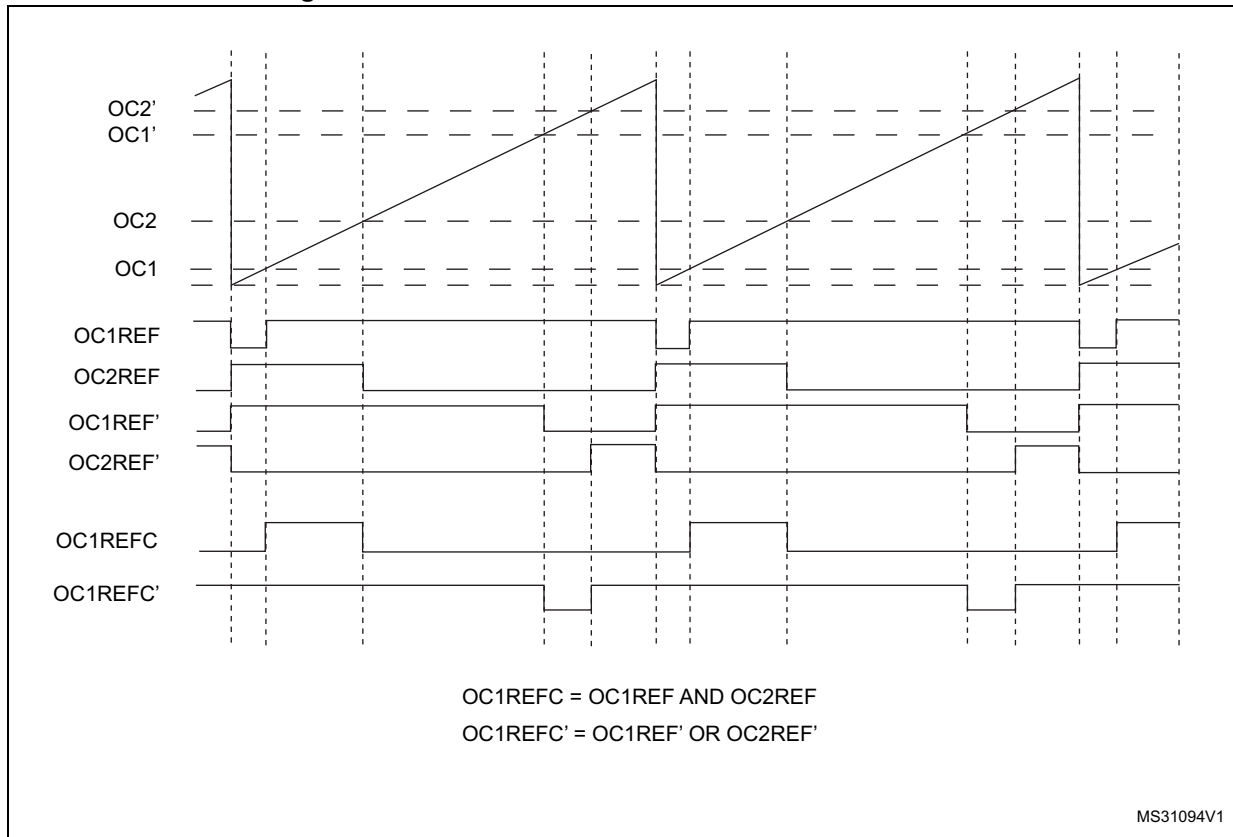 OC2’
OC1’
OC2
OC1
OC1REF
OC2REF
OC1REF’
OC2REF’
OC1REFC
OC1REFC’
OC1REFC = OC1REF AND OC2REF
OC1REFC’ = OC1REF’ OR OC2REF’
MS31094V1